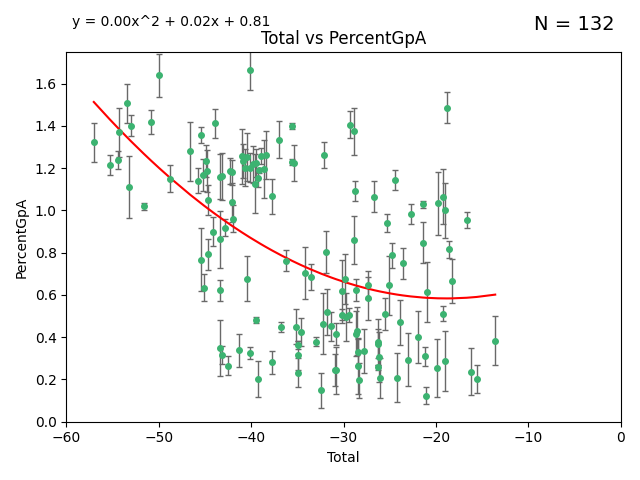 y = 0.00x^2 + 0.02x + 0.81
N = 132
Total vs PercentGpA
PercentGpA
1.6
1.4
1.2
1.0
0.8
0.6
0.4
0.2
0.0
−60 −50 −40 −30 −20 −10 0
Total